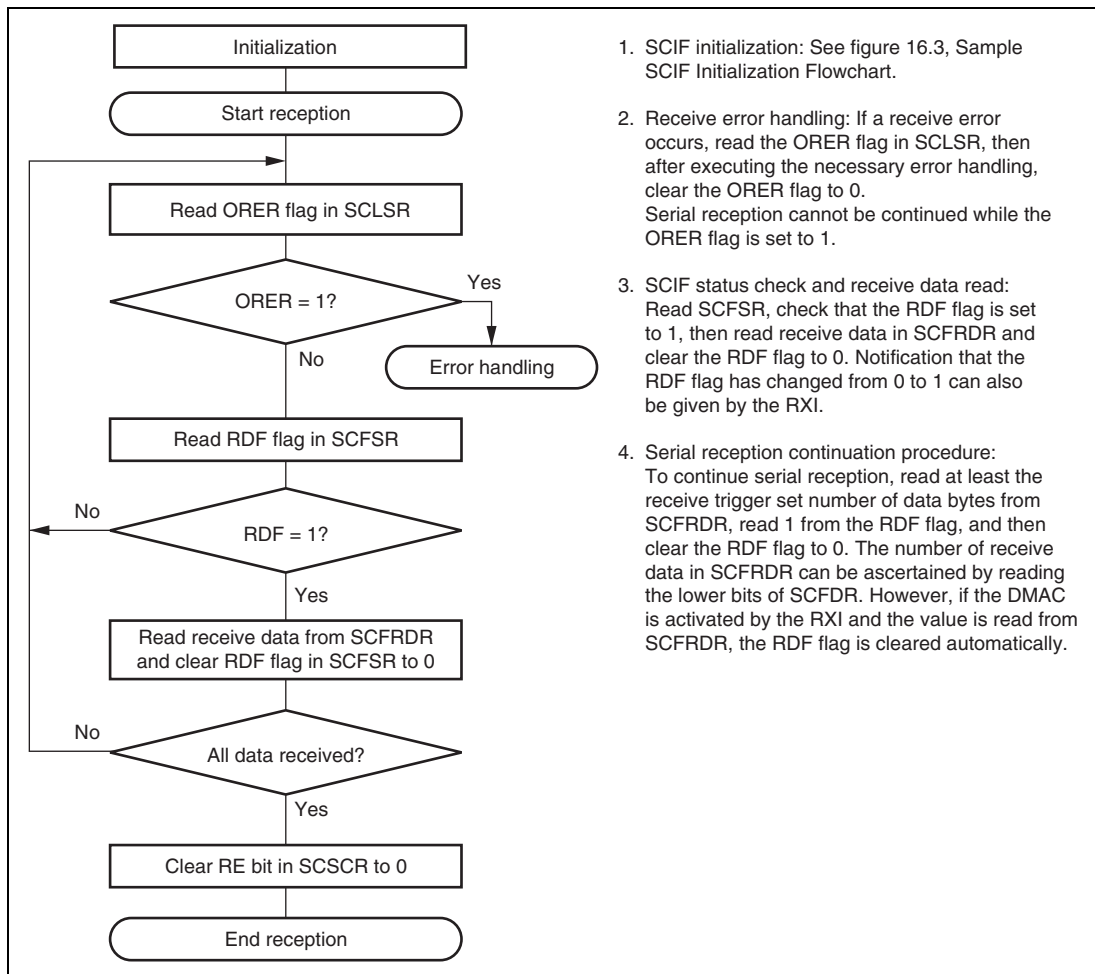 Initialization
Start reception
Read ORER flag in SCLSR
ORER = 1?
Yes
No
Error handling
Read RDF flag in SCFSR
No
RDF = 1?
Yes
Read receive data from SCFRDR
and clear RDF flag in SCFSR to 0
No
All data received?
Yes
Clear RE bit in SCSCR to 0
End reception
1. SCIF initialization: See figure 16.3, Sample
SCIF Initialization Flowchart.
2. Receive error handling: If a receive error
occurs, read the ORER flag in SCLSR, then
after executing the necessary error handling,
clear the ORER flag to 0.
Serial reception cannot be continued while the
ORER flag is set to 1.
3. SCIF status check and receive data read:
Read SCFSR, check that the RDF flag is set
to 1, then read receive data in SCFRDR and
clear the RDF flag to 0. Notification that the
RDF flag has changed from 0 to 1 can also
be given by the RXI.
4. Serial reception continuation procedure:
To continue serial reception, read at least the
receive trigger set number of data bytes from
SCFRDR, read 1 from the RDF flag, and then
clear the RDF flag to 0. The number of receive
data in SCFRDR can be ascertained by reading
the lower bits of SCFDR. However, if the DMAC
is activated by the RXI and the value is read from
SCFRDR, the RDF flag is cleared automatically.